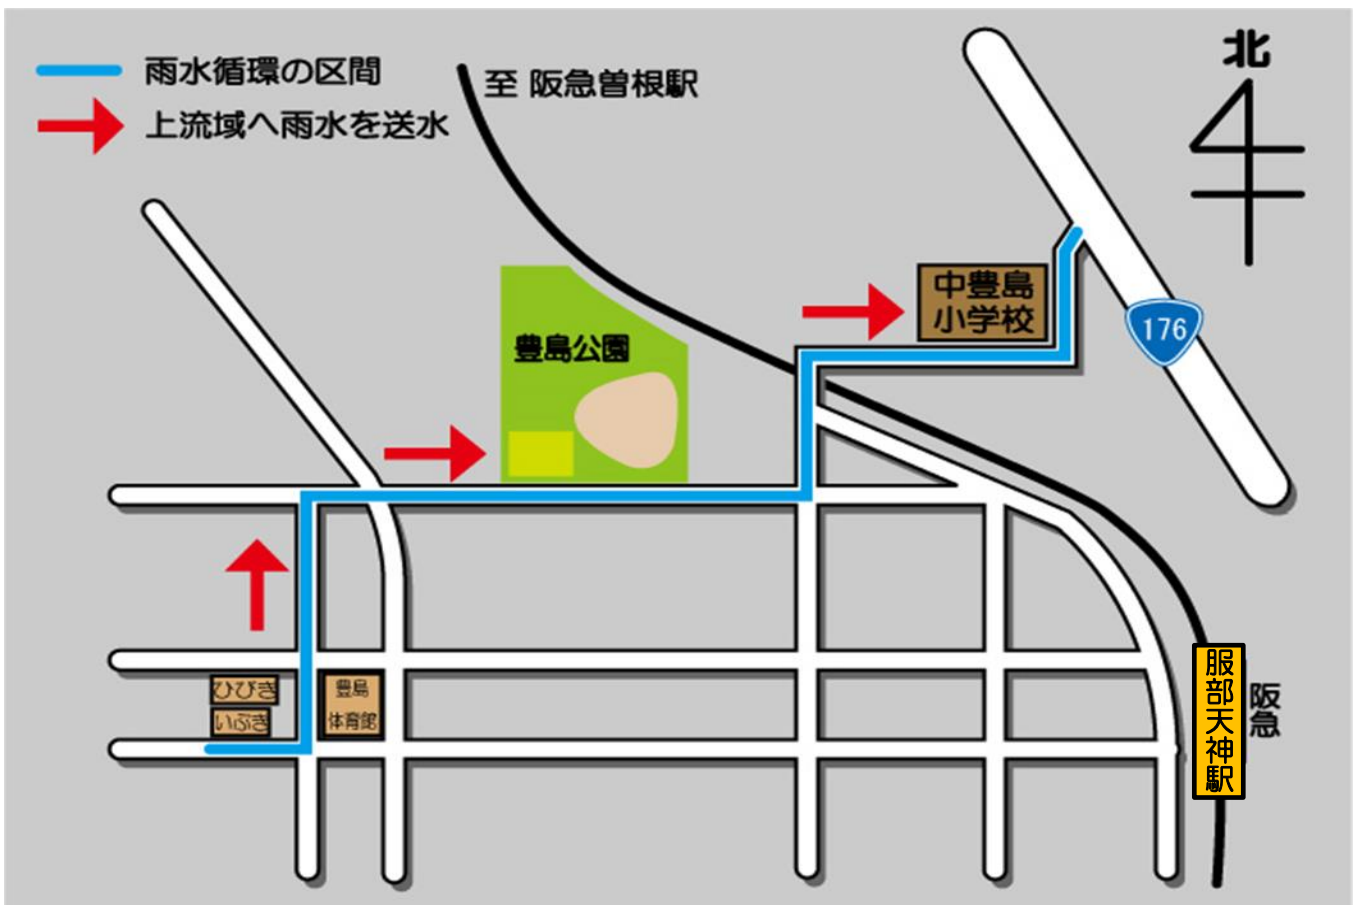 雨水循環の区間
上流域へ雨水を送水
至 阪急曽根駅
北
中豊島
小学校
176
豊島公園
ひびき
いぶき
豊島
体育館
服部天神駅
阪急